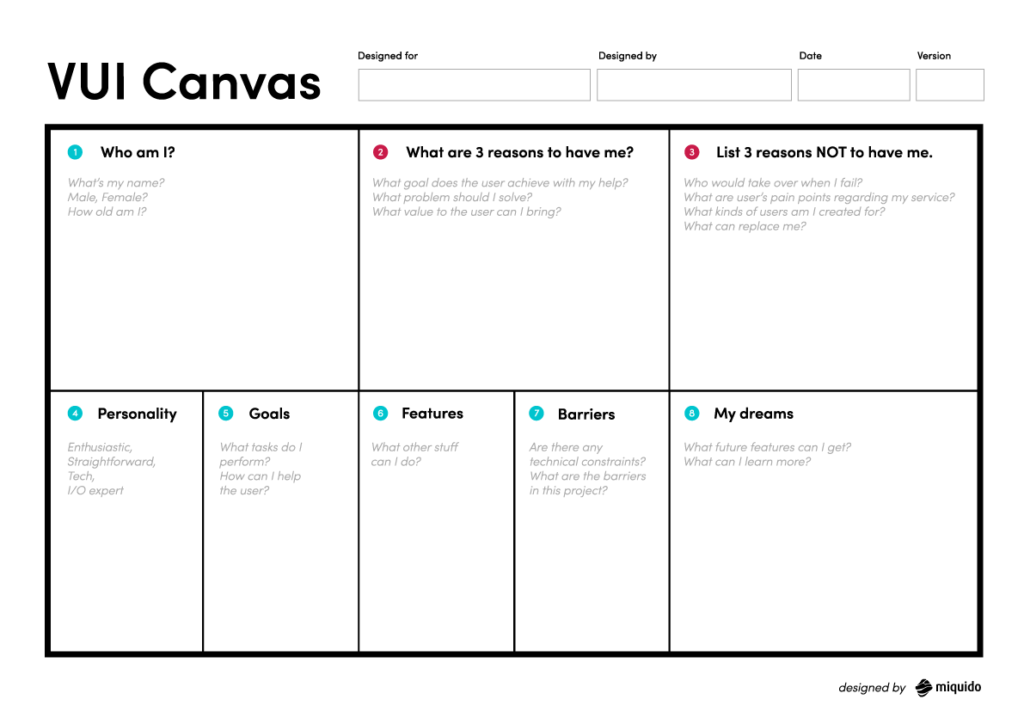 VUI Canvas
Designed for
Designed by
Date
Version
1 Who am I?
What's my name?
Male, Female?
How old am I?
2 What are 3 reasons to have me?
What goal does the user achieve with my help?
What problem should I solve?
What value to the user can I bring?
3 List 3 reasons NOT to have me.
Who would take over when I fail?
What are user's pain points regarding my service?
What kinds of users am I created for?
What can replace me?
4 Personality
Enthusiastic,
Straightforward,
Tech,
I/O expert
5 Goals
What tasks do I
perform?
How can I help
the user?
6 Features
What other stuff
can I do?
7 Barriers
Are there any
technical constraints?
What are the barriers
in this project?
8 My dreams
What future features can I get?
What can I learn more?
designed by miquido